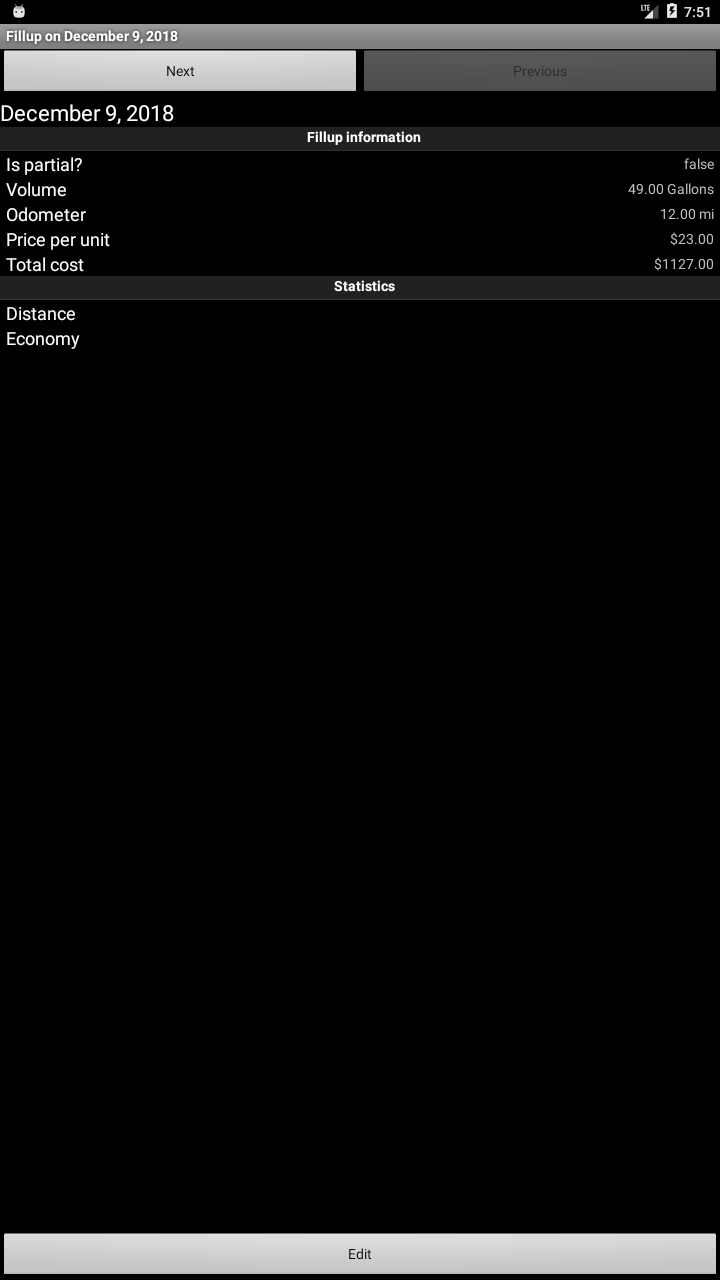 LTE 7:51
Fillup on December 9, 2018
Next Previous
December 9, 2018
Fillup information
Is partial? false
Volume 49.00 Gallons
Odometer 12.00 mi
Price per unit $23.00
Total cost $1127.00
Statistics
Distance
Economy
Edit